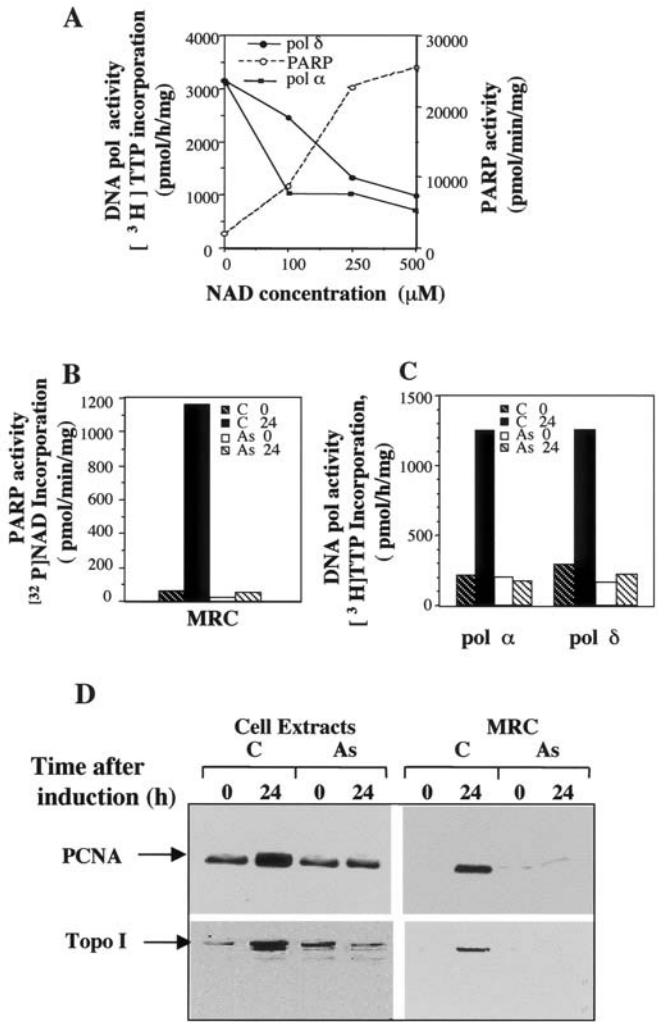 A
4000
3000
2000
1000
0
30000
20000
10000
0
pol δ
PARP
pol α
DNA pol activity
[ ³ H ] TTP incorporation
(pmol/h/mg)
PARP activity
(pmol/min/mg)
0 100 250 500
NAD concentration (μM)
B
PARP activity
[³² P]NAD Incorporation
( pmol/min/mg)
1200
1000
800
600
400
200
0
C 0
C 24
As 0
As 24
MRC
C
DNA pol activity
[ ³ H]TTP Incorporation,
( pmol/h/mg)
1500
1000
500
200
C 0
C 24
As 0
As 24
pol α pol δ
D
Cell Extracts MRC
C As C As
Time after
induction (h)
0 24 0 24 0 24 0 24
PCNA
Topo I